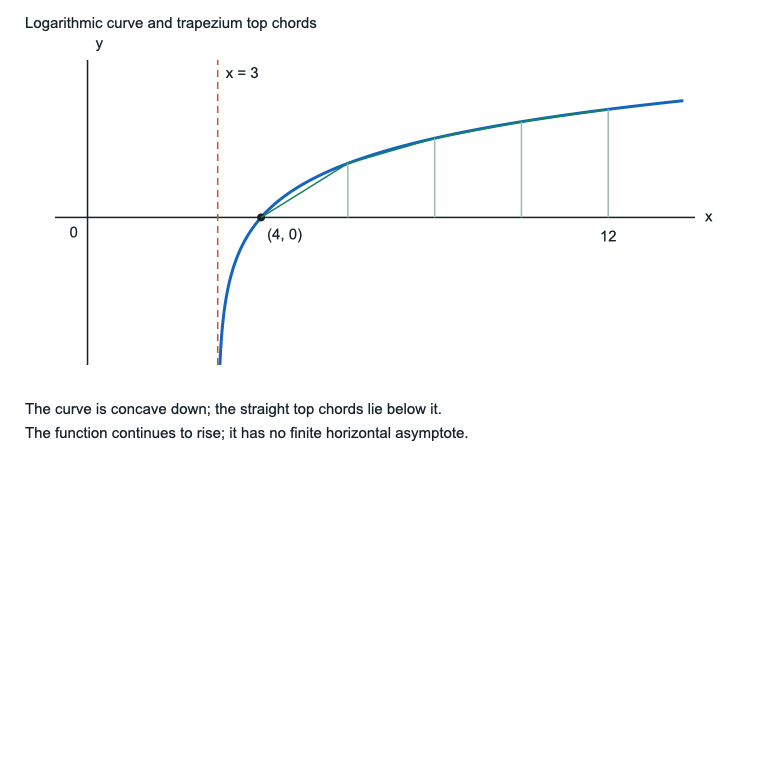 Logarithmic curve and trapezium top chords
y
x = 3
x
0
(4, 0)
12
The curve is concave down; the straight top chords lie below it.
The function continues to rise; it has no finite horizontal asymptote.